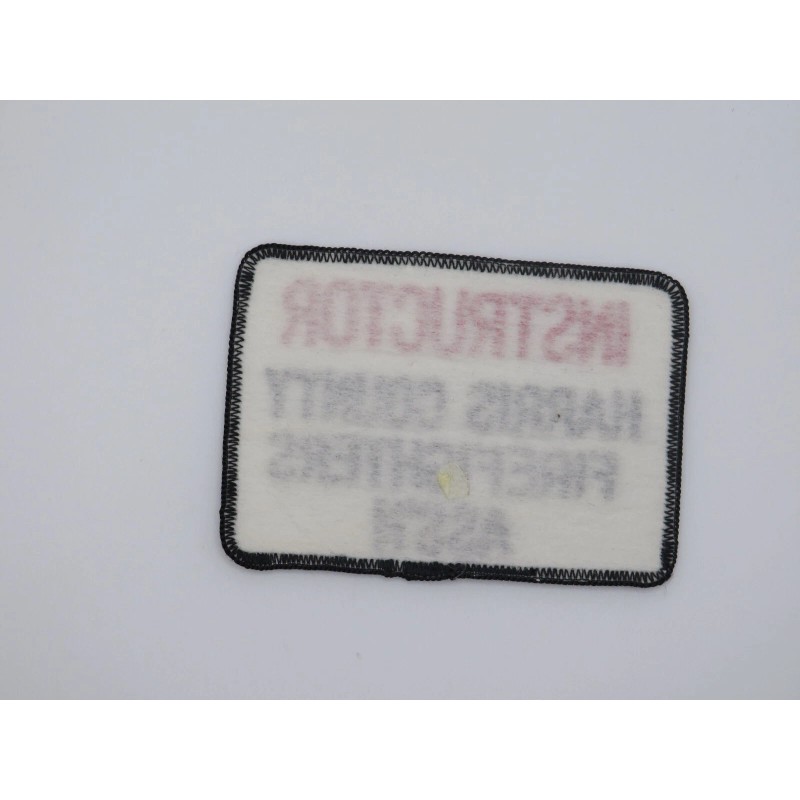 INSTRUCTOR
HARRIS COUNTY
FIREFIGHTERS
ASS'N